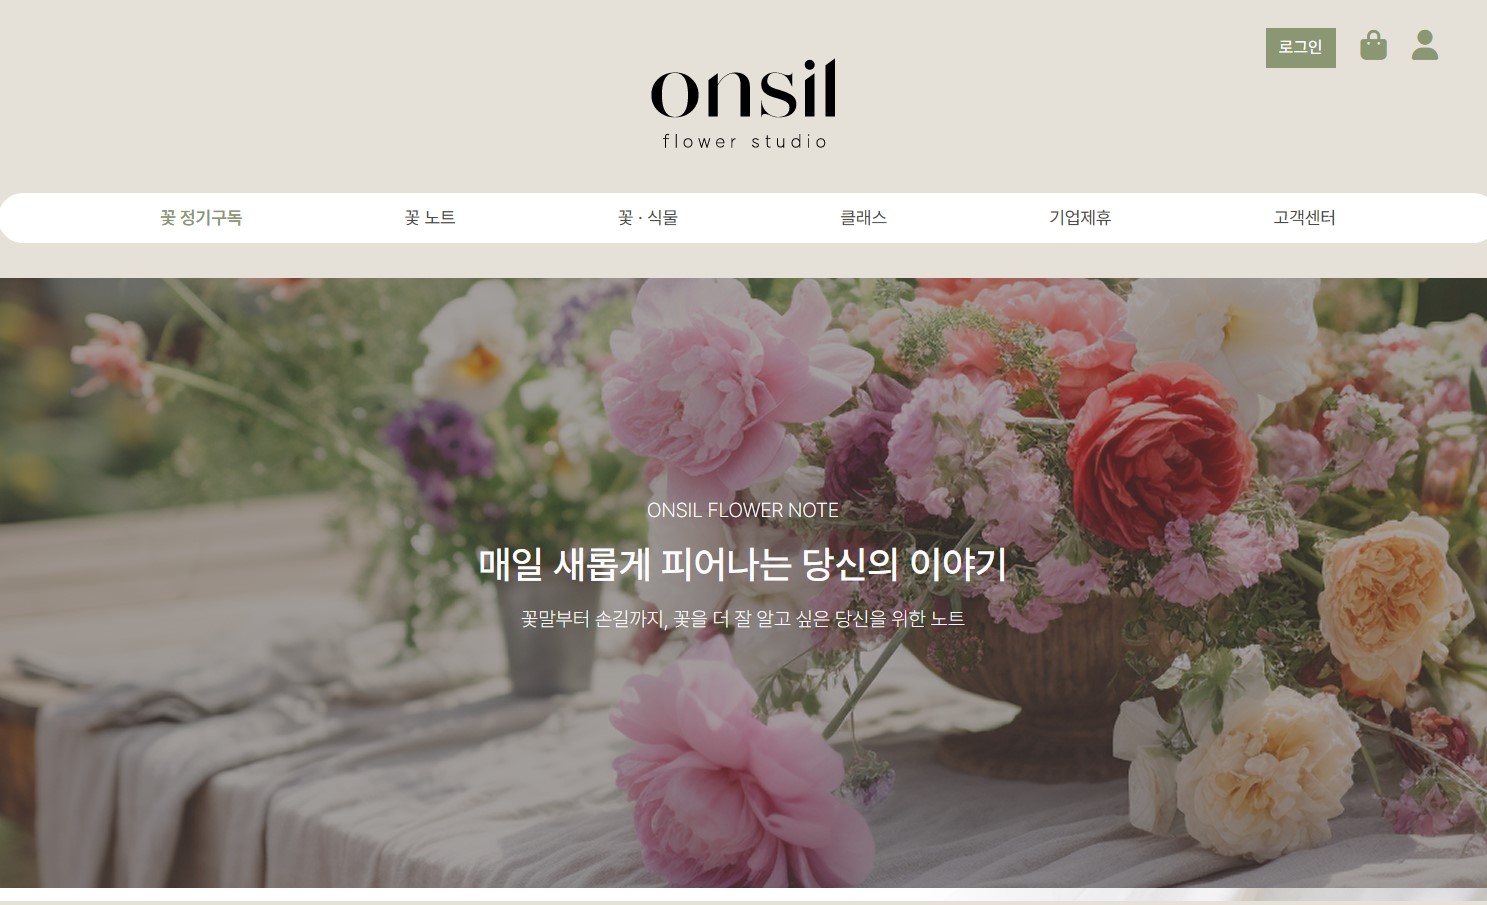 로그인
onsil
flower studio
꽃 정기구독 꽃 노트 꽃 · 식물 클래스 기업제휴 고객센터
ONSIL FLOWER NOTE
매일 새롭게 피어나는 당신의 이야기
꽃말부터 손길까지, 꽃을 더 잘 알고 싶은 당신을 위한 노트